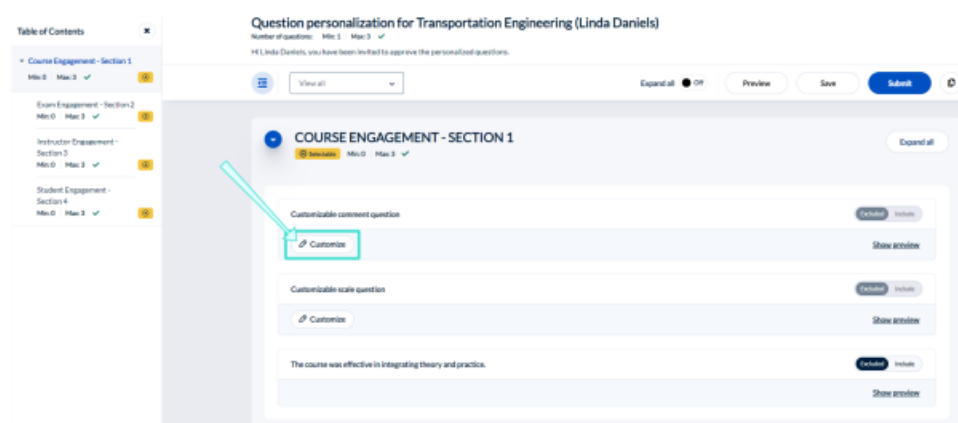 Table of Contents
Course Engagement - Section 1
Min: 0 Max: 3
Exam Engagement - Section 2
Min: 0 Max: 3
Instructor Engagement -
Section 3
Min: 0 Max: 3
Student Engagement -
Section 4
Min: 0 Max: 3
Question personalization for Transportation Engineering (Linda Daniels)
Number of questions: Min: 1 Max: 3
Hi Linda Daniels, you have been invited to approve the personalized questions.
View all
Expand all Off Preview Save Submit
COURSE ENGAGEMENT - SECTION 1
Selectable Min: 0 Max: 3
Expand all
Customizable comment question
Excluded Include
Customize
Show preview
Customizable scale question
Excluded Include
Customize
Show preview
The course was effective in integrating theory and practice.
Excluded Include
Show preview